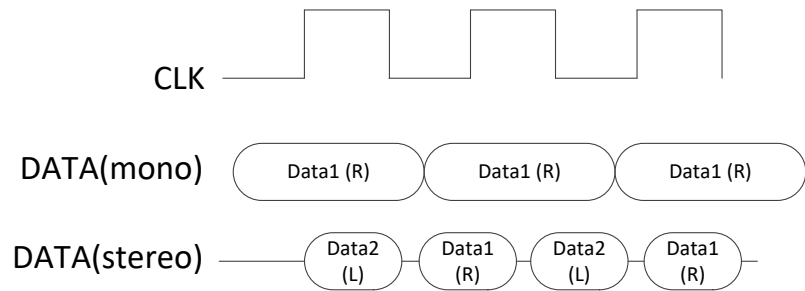 CLK
DATA(mono)
Data1 (R)
Data1 (R)
Data1 (R)
DATA(stereo)
Data2
(L)
Data1
(R)
Data2
(L)
Data1
(R)